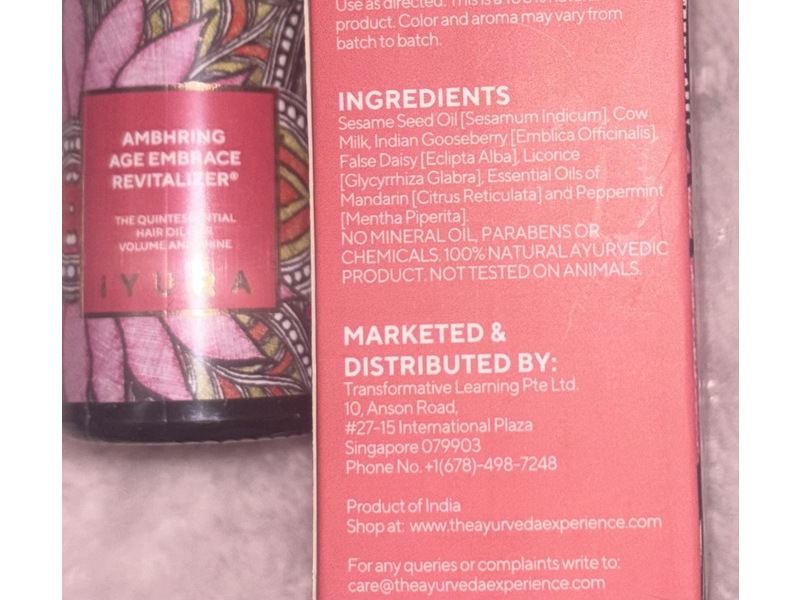 AMBHRING
AGE EMBRACE
REVITALIZER®
THE QUINTESSENTIAL
HAIR OIL FOR
VOLUME AND SHINE
IYURA
Use as directed. This is a 100% natural
product. Color and aroma may vary from
batch to batch.
INGREDIENTS
Sesame Seed Oil [Sesamum Indicum], Cow
Milk, Indian Gooseberry [Emblica Officinalis],
False Daisy [Eclipta Alba], Licorice
[Glycyrrhiza Glabra], Essential Oils of
Mandarin [Citrus Reticulata] and Peppermint
[Mentha Piperita].
NO MINERAL OIL, PARABENS OR
CHEMICALS. 100% NATURAL AYURVEDIC
PRODUCT. NOT TESTED ON ANIMALS.
MARKETED &
DISTRIBUTED BY:
Transformative Learning Pte Ltd.
10, Anson Road,
#27-15 International Plaza
Singapore 079903
Phone No. +1(678)-498-7248
Product of India
Shop at: www.theayurvedaexperience.com
For any queries or complaints write to:
care@theayurvedaexperience.com